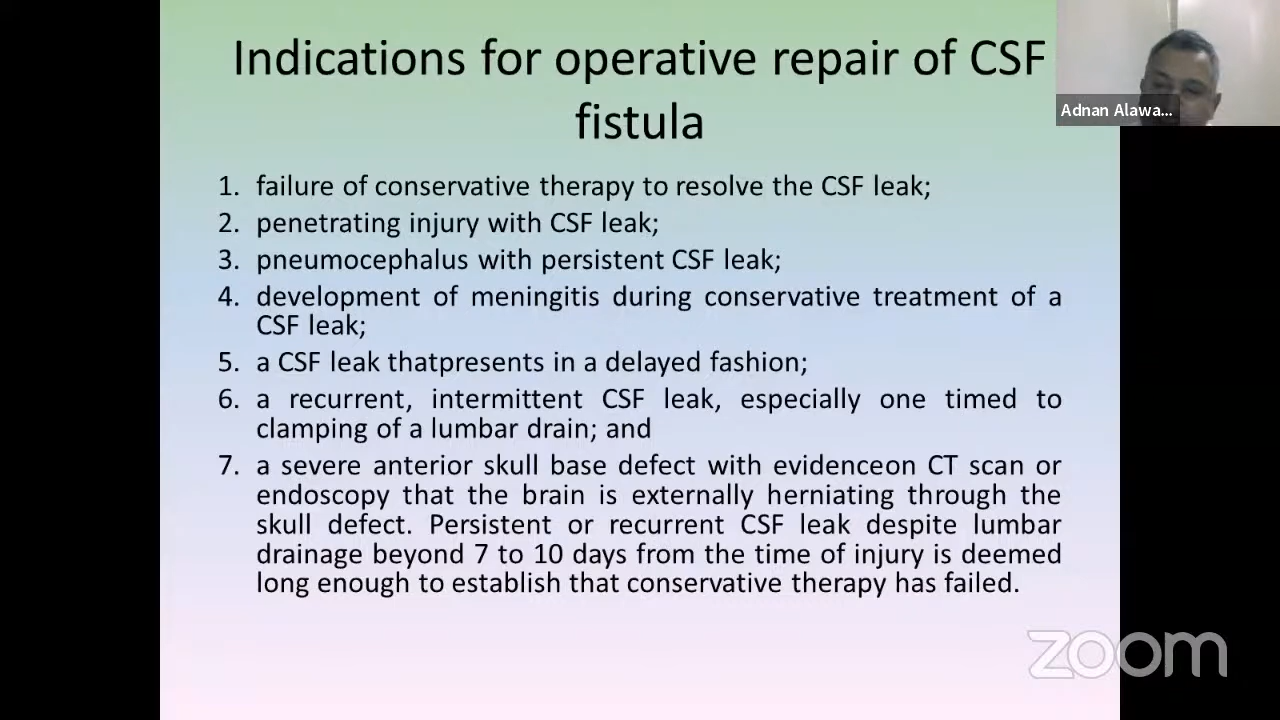 Indications for operative repair of CSF
fistula
Adnan Alawa...
1. failure of conservative therapy to resolve the CSF leak;
2. penetrating injury with CSF leak;
3. pneumocephalus with persistent CSF leak;
4. development of meningitis during conservative treatment of a
CSF leak;
5. a CSF leak thatpresents in a delayed fashion;
6. a recurrent, intermittent CSF leak, especially one timed to
clamping of a lumbar drain; and
7. a severe anterior skull base defect with evidenceon CT scan or
endoscopy that the brain is externally herniating through the
skull defect. Persistent or recurrent CSF leak despite lumbar
drainage beyond 7 to 10 days from the time of injury is deemed
long enough to establish that conservative therapy has failed.
zoom